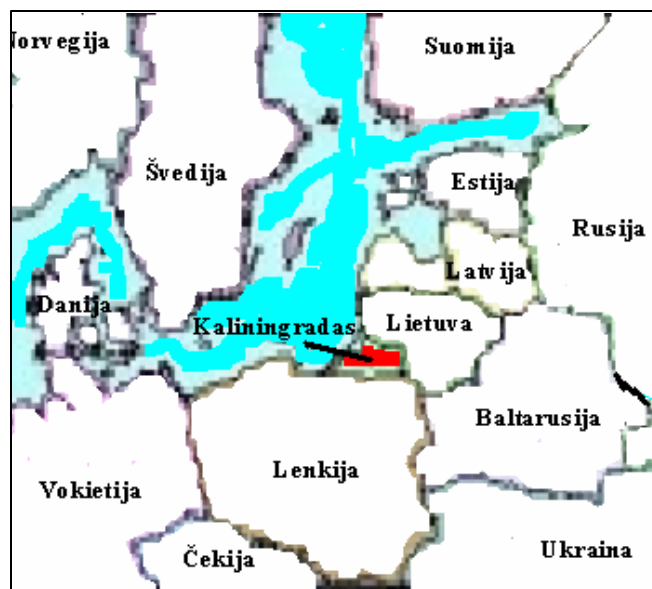 Norvegija
Suomija
Švedija
Estija
Rusija
Latvija
Danija
Kaliningradas
Lietuva
Baltarusija
Lenkija
Vokietija
Čekija
Ukraina